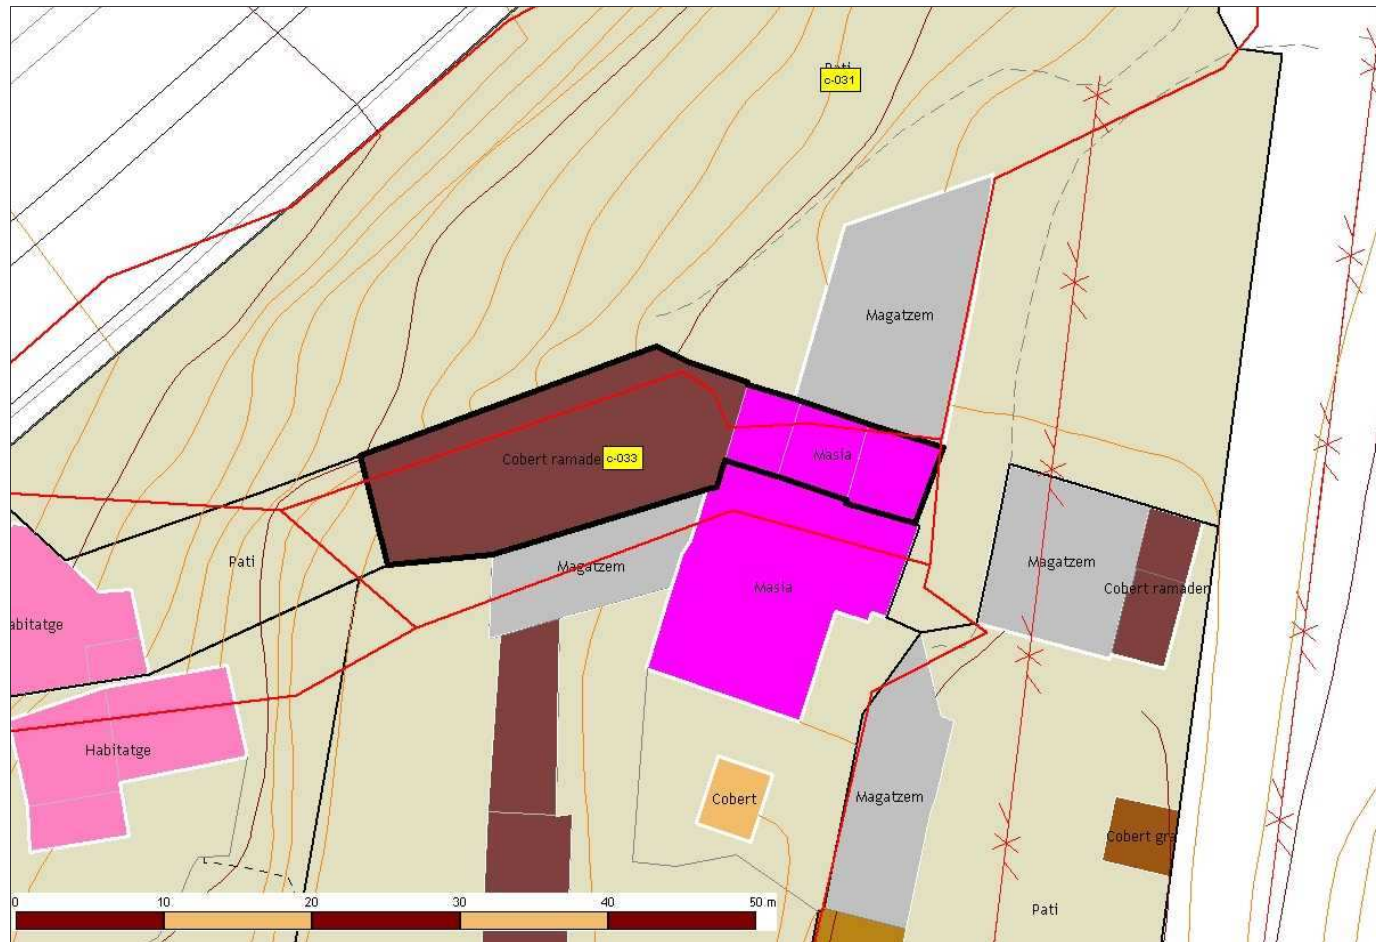 Pati
c-031
Magatzem
Masia
Cobert ramade
c-033
Pati
Magatzem
Magatzem
Masia
Cobert ramaden
abitatge
Habitatge
Cobert
Magatzem
Cobert gra
Pati
0 10 20 30 40 50 m